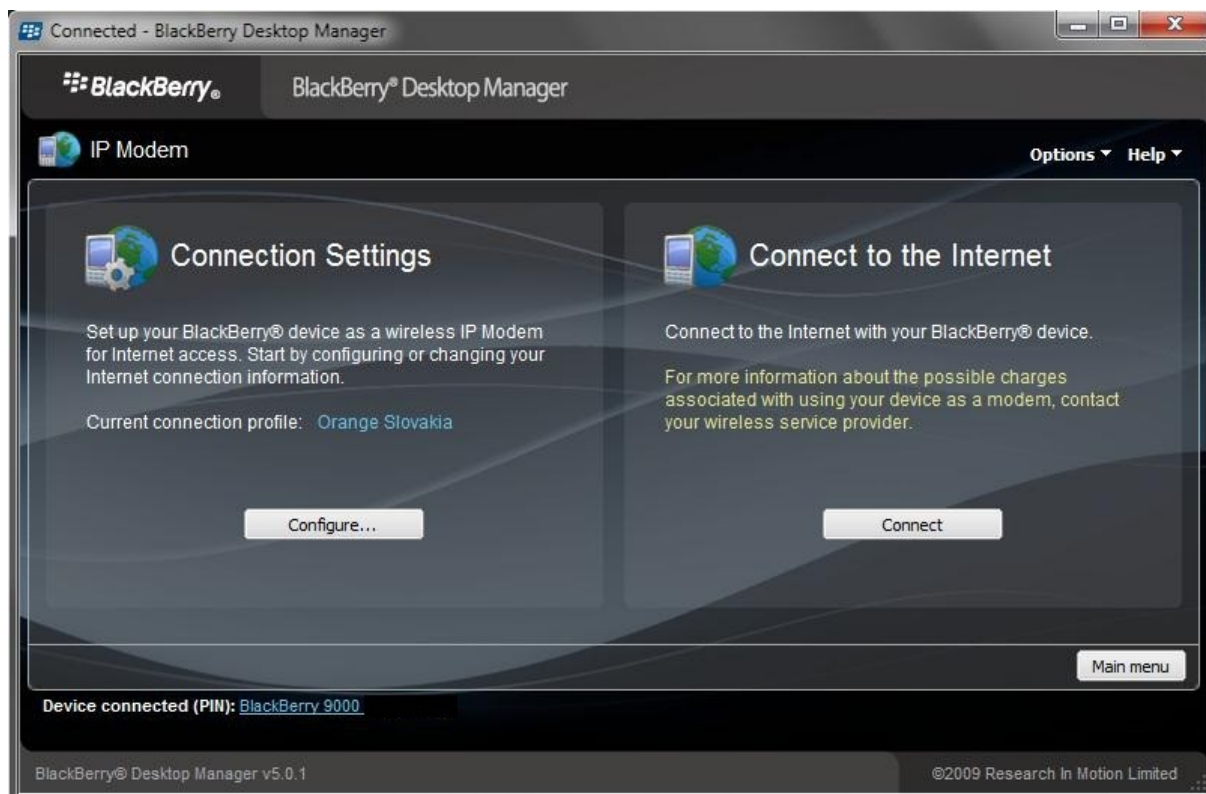 Connected - BlackBerry Desktop Manager
BlackBerry®
BlackBerry® Desktop Manager
IP Modem
Options Help
Connection Settings
Set up your BlackBerry® device as a wireless IP Modem
for Internet access. Start by configuring or changing your
Internet connection information.
Current connection profile: Orange Slovakia
Configure...
Connect to the Internet
Connect to the Internet with your BlackBerry® device.
For more information about the possible charges
associated with using your device as a modem, contact
your wireless service provider.
Connect
Main menu
Device connected (PIN): BlackBerry 9000
BlackBerry® Desktop Manager v5.0.1
©2009 Research In Motion Limited